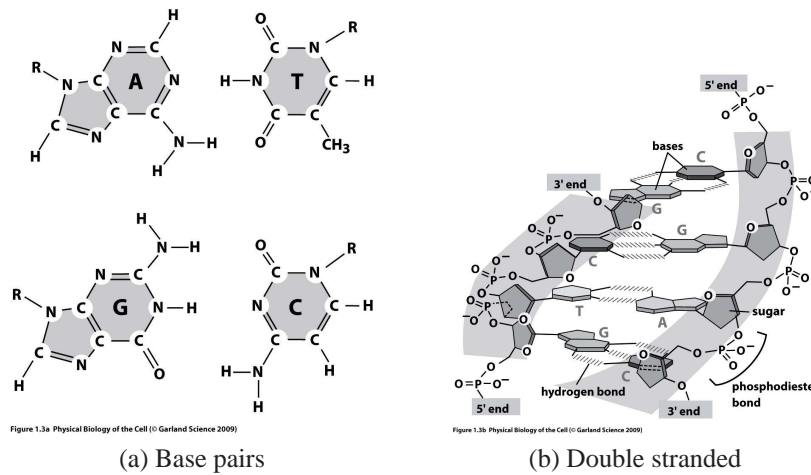 H
N C
R
N C A N
C C
C N
H N H
H
O
C N R
H N T C H
C C
O CH3
H
N H
N C
R
N C G N H
C C
C N
H O
O
C N R
N C C H
C C
H N H
H
Figure 1.3a Physical Biology of the Cell (© Garland Science 2009)
(a) Base pairs
5' end
O P O−
O O
bases
C
O
3' end
O
G
G
C
T
A
sugar
G
C
hydrogen bond
phosphodieste
bond
O
O P O−
5' end
3' end
Figure 1.3b Physical Biology of the Cell (© Garland Science 2009)
(b) Double stranded